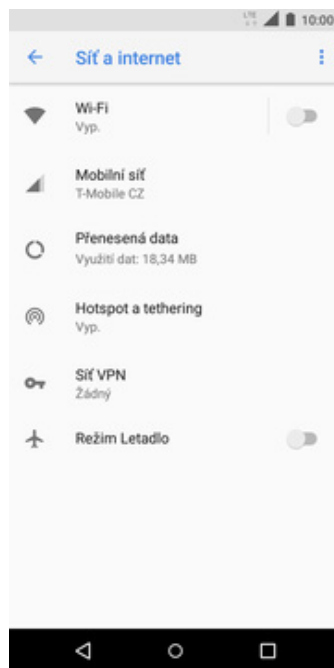 LTE
10:00
Síť a internet
Wi-Fi
Vyp.
Mobilní síť
T-Mobile CZ
Přenesená data
Využití dat: 18,34 MB
Hotspot a tethering
Vyp.
Síť VPN
Žádný
Režim Letadlo